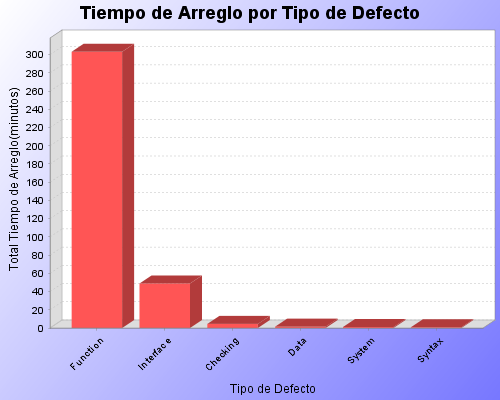 Tiempo de Arreglo por Tipo de Defecto
Total Tiempo de Arreglo(minutos)
300
280
260
240
220
200
180
160
140
120
100
80
60
40
20
0
Function
Interface
Checking
Data
System
Syntax
Tipo de Defecto